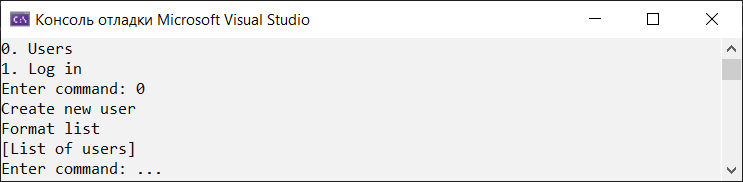 Консоль отладки Microsoft Visual Studio
0. Users
1. Log in
Enter command: 0
Create new user
Format list
[List of users]
Enter command: ...